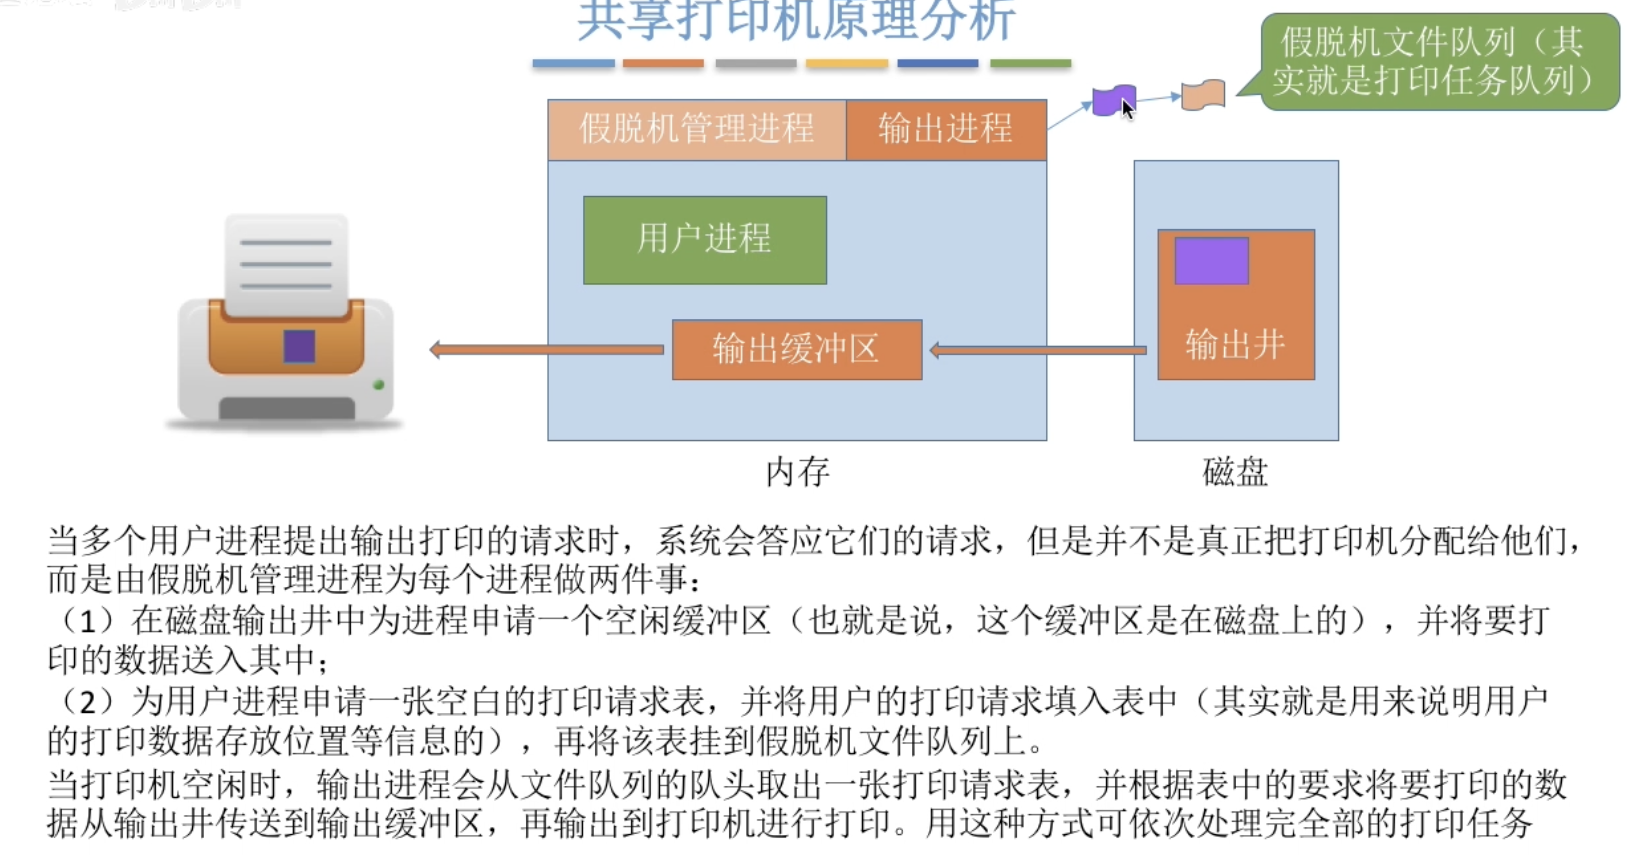 共享打印机原理分析
假脱机文件队列（其
实就是打印任务队列）
假脱机管理进程
输出进程
用户进程
输出缓冲区
输出井
内存
磁盘
当多个用户进程提出输出打印的请求时，系统会答应它们的请求，但是并不是真正把打印机分配给他们，
而是由假脱机管理进程为每个进程做两件事：
（1）在磁盘输出井中为进程申请一个空闲缓冲区（也就是说，这个缓冲区是在磁盘上的），并将要打
印的数据送入其中；
（2）为用户进程申请一张空白的打印请求表，并将用户的打印请求填入表中（其实就是用来说明用户
的打印数据存放位置等信息的），再将该表挂到假脱机文件队列上。
当打印机空闲时，输出进程会从文件队列的队头取出一张打印请求表，并根据表中的要求将要打印的数
据从输出井传送到输出缓冲区，再输出到打印机进行打印。用这种方式可依次处理完全部的打印任务